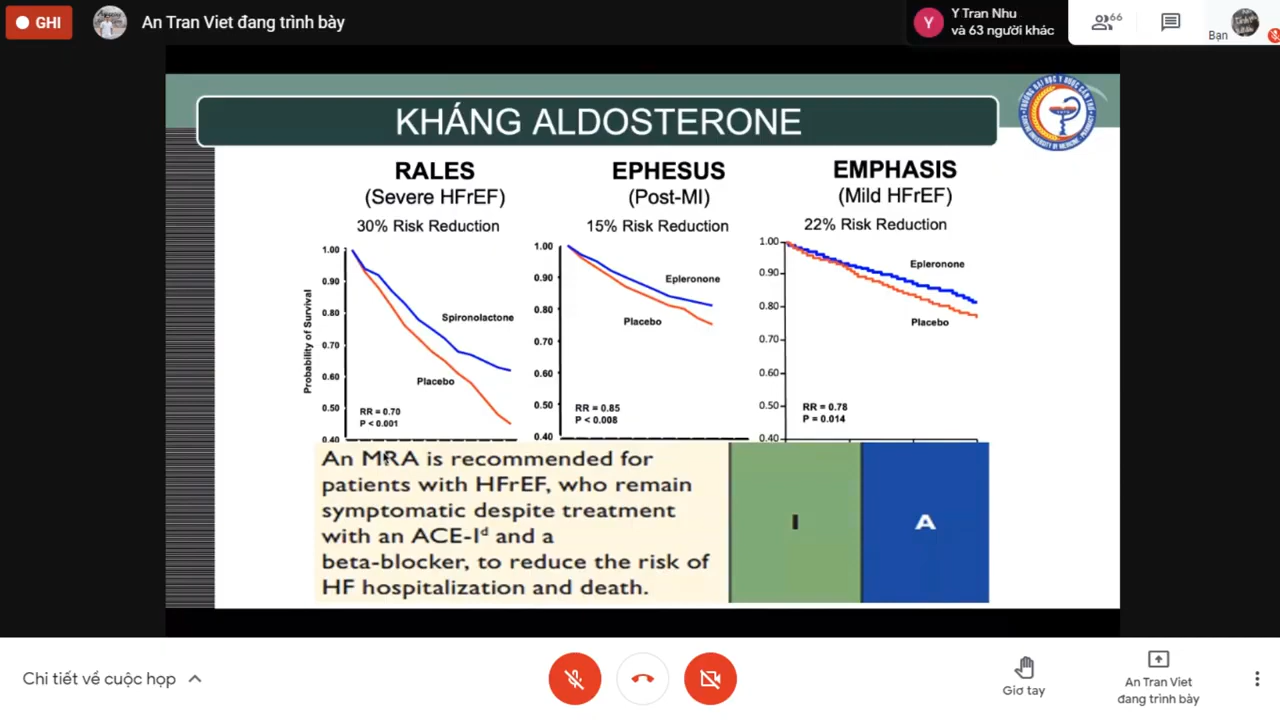 GHI
An Tran Viet đang trình bày
Y
Y Tran Nhu
và 63 người khác
66
Bạn
KHÁNG ALDOSTERONE
RALES
(Severe HFrEF)
30% Risk Reduction
EPHESUS
(Post-MI)
15% Risk Reduction
EMPHASIS
(Mild HFrEF)
22% Risk Reduction
Probability of Survival
1.00
0.90
0.80
0.70
0.60
0.50
0.40
Spironolactone
Placebo
RR = 0.70
P < 0.001
1.00
0.90
0.80
0.70
0.60
0.50
0.40
Epleronone
Placebo
RR = 0.85
P < 0.008
1.00
0.90
0.80
0.70
0.60
0.50
0.40
Epleronone
Placebo
RR = 0.78
P = 0.014
An MRA is recommended for
patients with HFrEF, who remain
symptomatic despite treatment
with an ACE-Iᵈ and a
beta-blocker, to reduce the risk of
HF hospitalization and death.
I
A
Chi tiết về cuộc họp
Giơ tay
An Tran Viet
đang trình bày